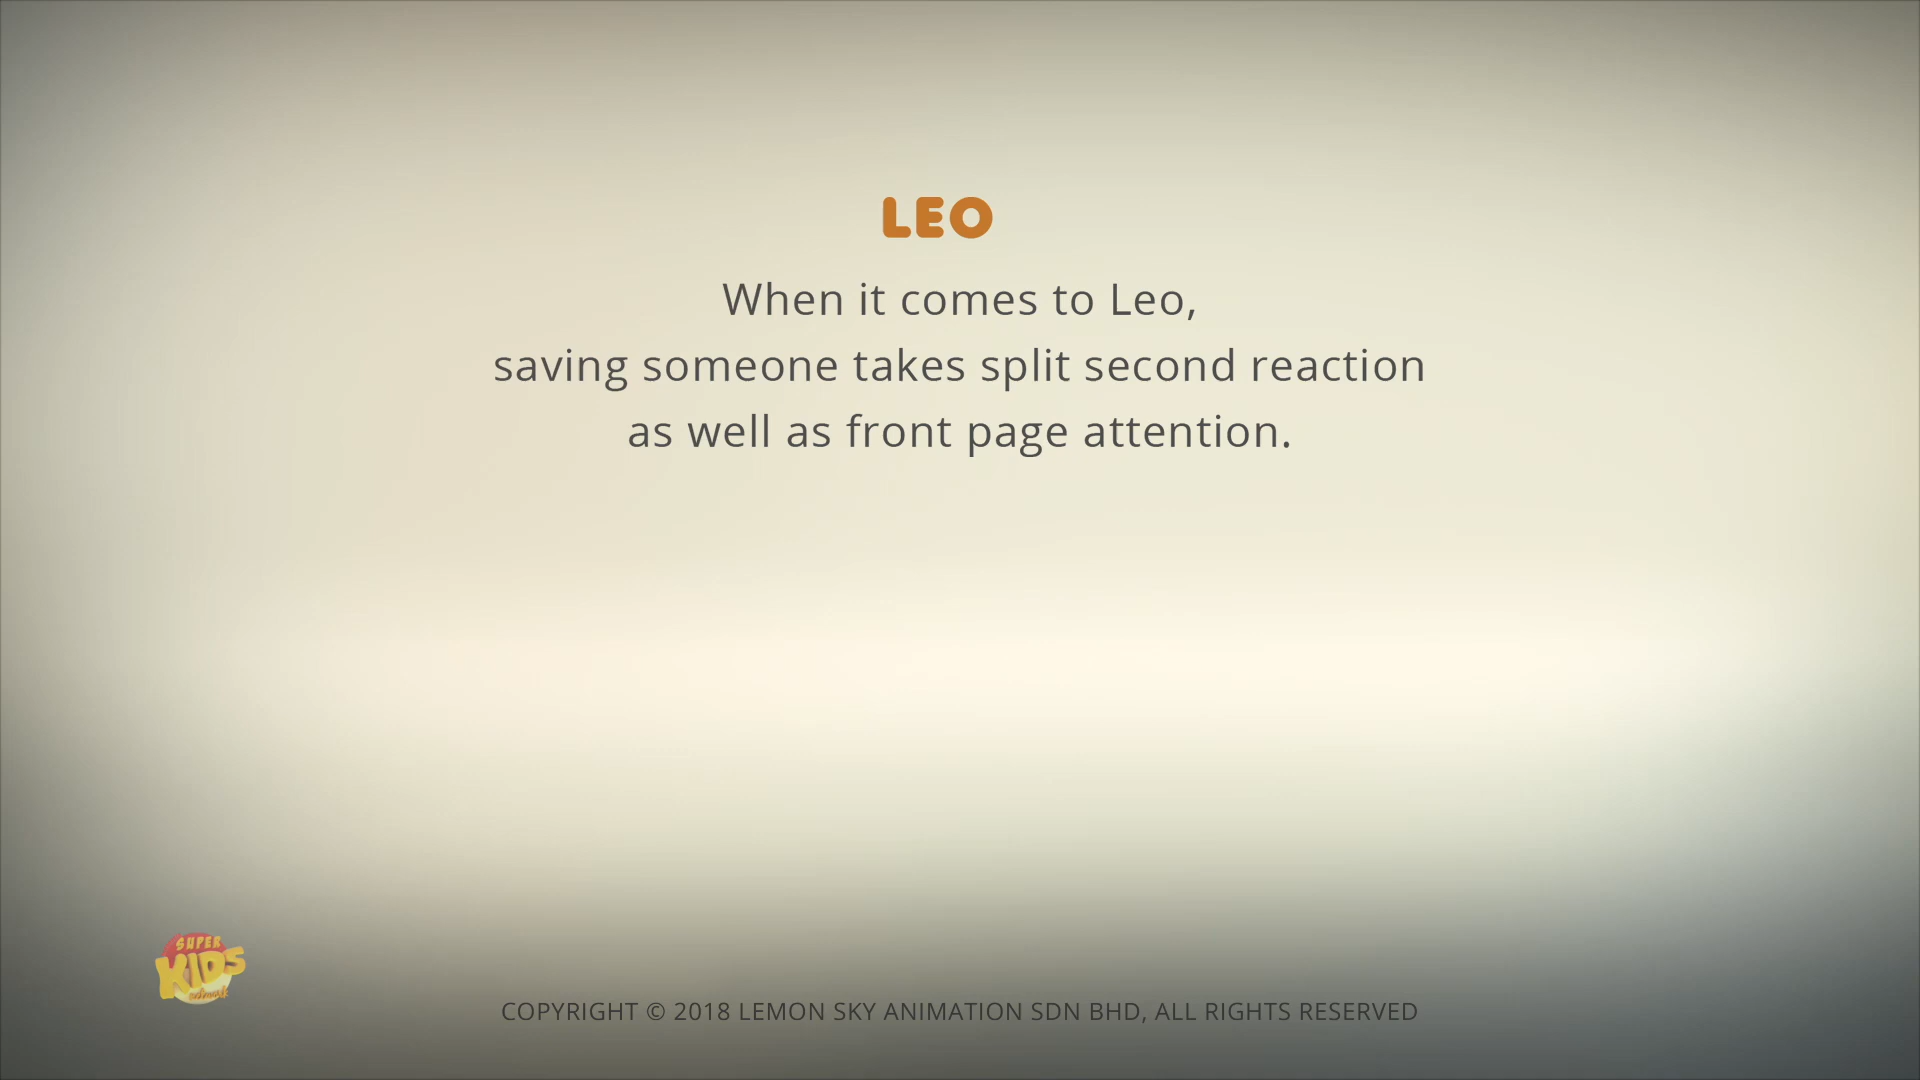 LEO
When it comes to Leo,
saving someone takes split second reaction
as well as front page attention.
SUPER
KIDS
network
COPYRIGHT © 2018 LEMON SKY ANIMATION SDN BHD, ALL RIGHTS RESERVED